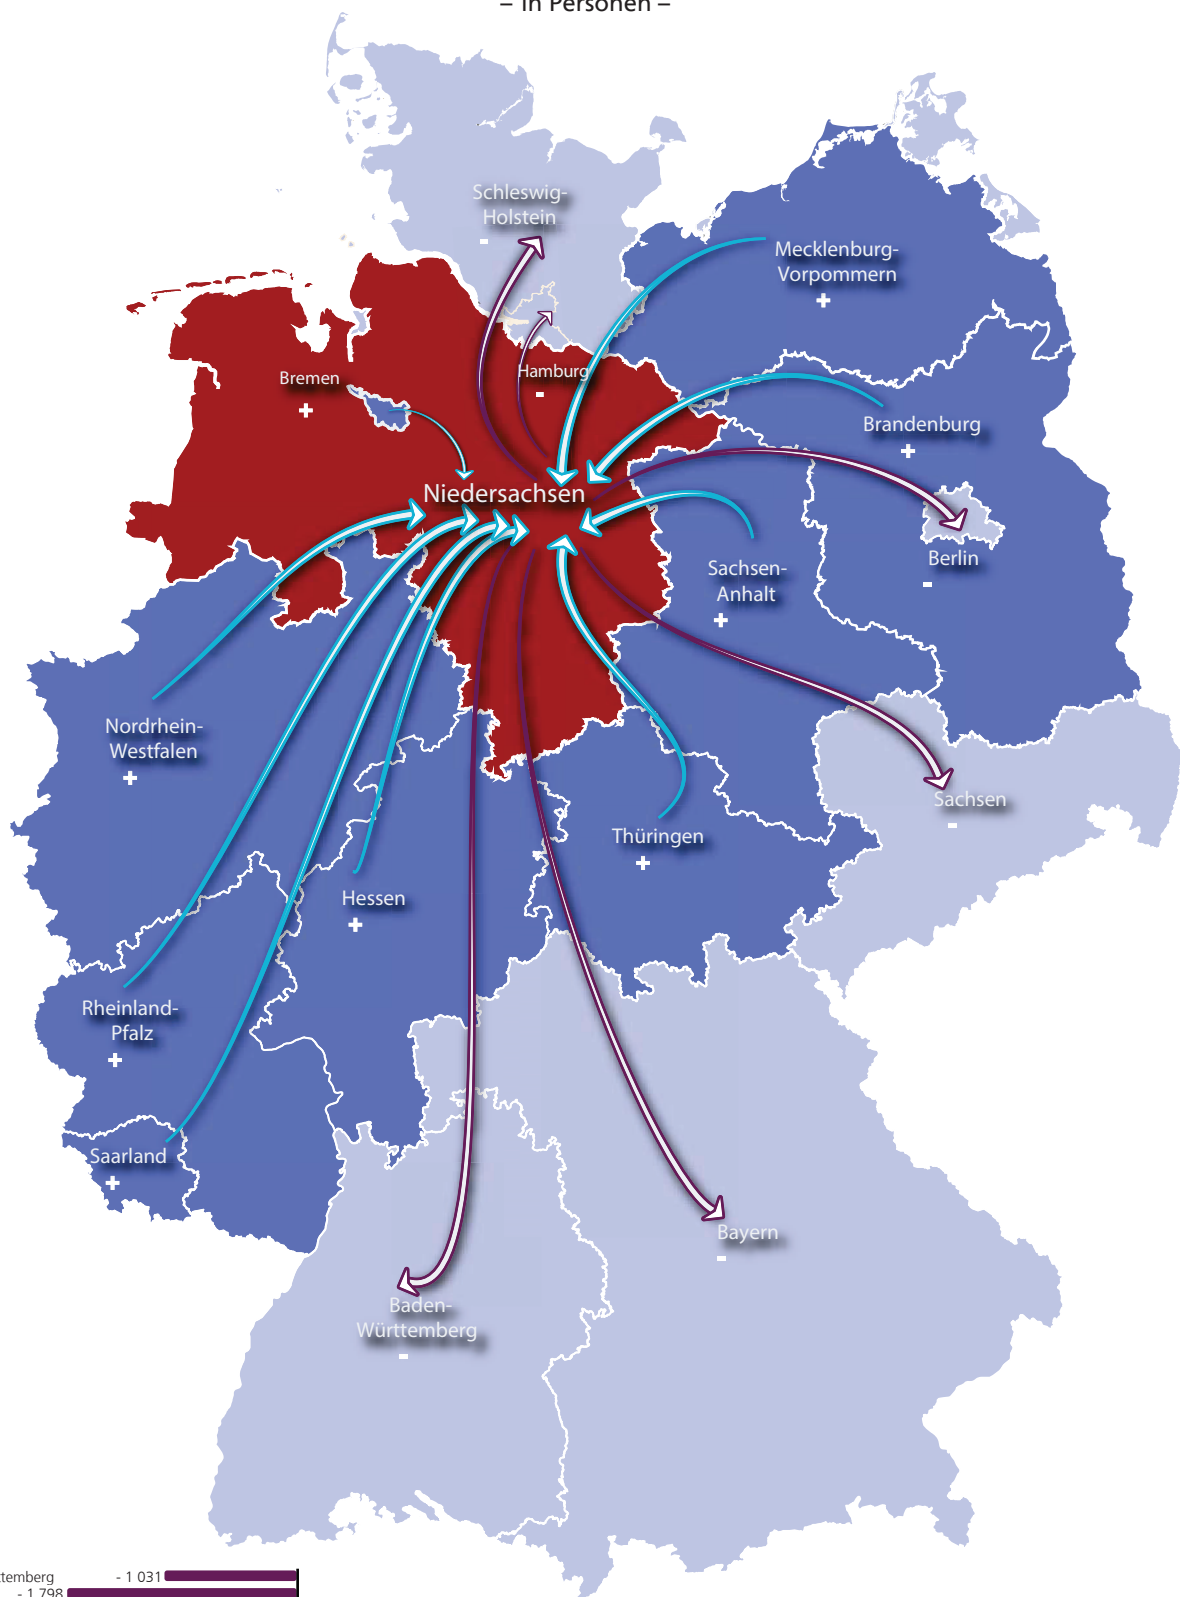 – in Personen –
Schleswig-
Holstein
-
Mecklenburg-
Vorpommern
+
Bremen
+
Hamburg
-
Brandenburg
+
Niedersachsen
Berlin
-
Sachsen-
Anhalt
+
Nordrhein-
Westfalen
+
Sachsen
-
Thüringen
+
Hessen
+
Rheinland-
Pfalz
+
Saarland
+
Bayern
-
Baden-
Württemberg
-
ttemberg - 1 031
- 1 798